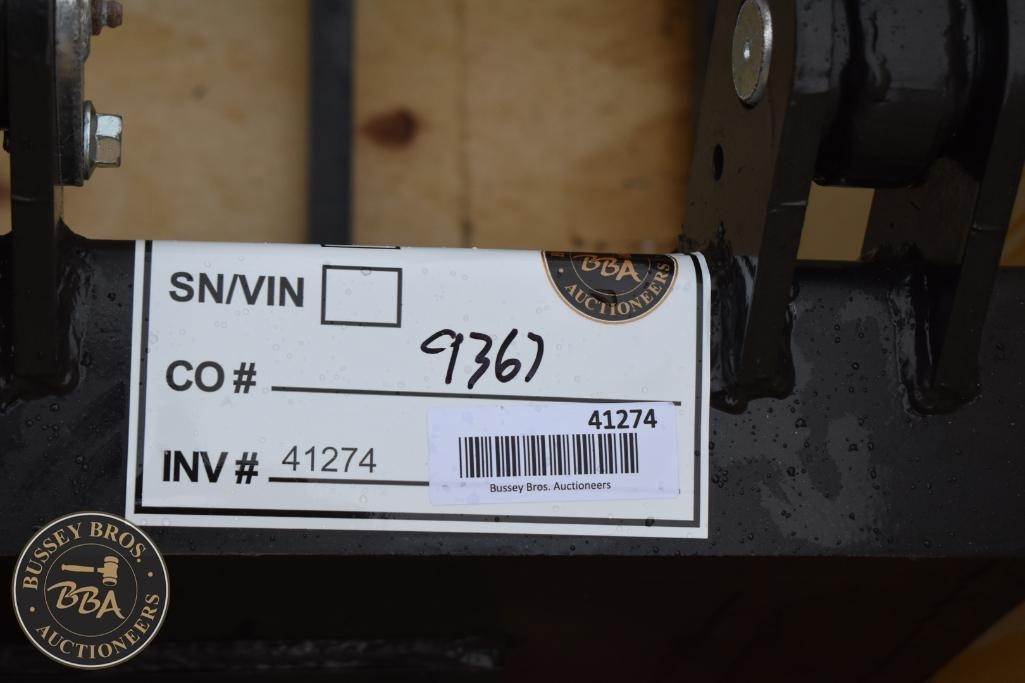 SN/VIN
BBA
AUCTIONEERS
CO # 9367
INV # 41274
41274
Bussey Bros. Auctioneers
BUSSEY BROS.
BBA
AUCTIONEERS